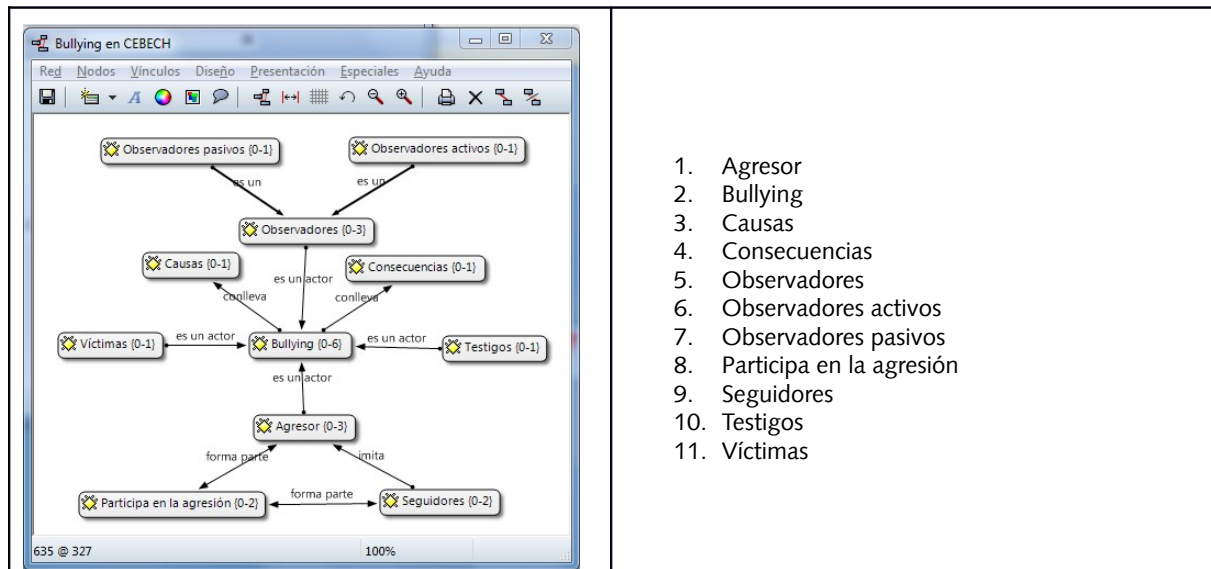 Bullying en CEBECH
Red Nodos Vínculos Diseño Presentación Especiales Ayuda
Observadores pasivos {0-1}
Observadores activos {0-1}
es un
es un
Observadores {0-3}
Causas {0-1}
Consecuencias {0-1}
es un actor
conlleva
conlleva
Víctimas {0-1}
es un actor
Bullying {0-6}
es un actor
Testigos {0-1}
es un actor
Agresor {0-3}
forma parte
imita
Participa en la agresión {0-2}
forma parte
Seguidores {0-2}
635 @ 327
100%
1. Agresor
2. Bullying
3. Causas
4. Consecuencias
5. Observadores
6. Observadores activos
7. Observadores pasivos
8. Participa en la agresión
9. Seguidores
10. Testigos
11. Víctimas